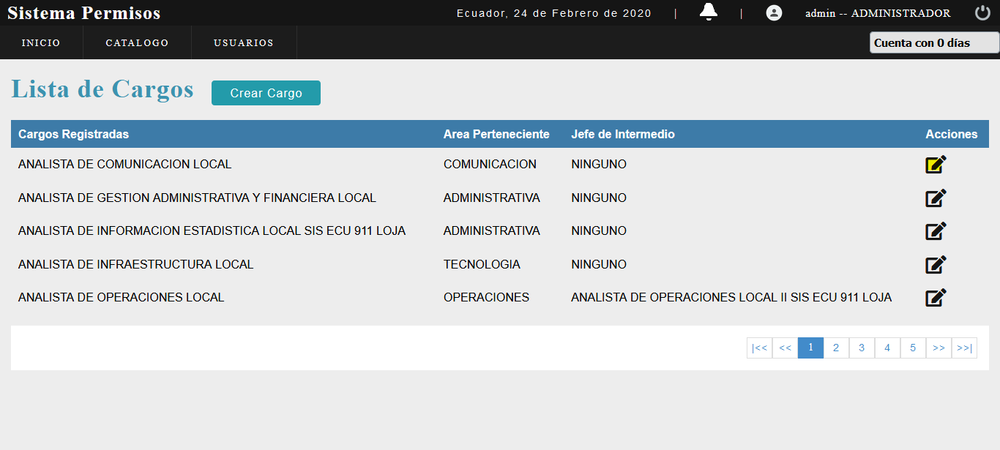 Sistema Permisos Ecuador, 24 de Febrero de 2020 | | admin -- ADMINISTRADOR
INICIO CATALOGO USUARIOS Cuenta con 0 días
Lista de Cargos Crear Cargo
Cargos Registradas Area Perteneciente Jefe de Intermedio Acciones
ANALISTA DE COMUNICACION LOCAL COMUNICACION NINGUNO
ANALISTA DE GESTION ADMINISTRATIVA Y FINANCIERA LOCAL ADMINISTRATIVA NINGUNO
ANALISTA DE INFORMACION ESTADISTICA LOCAL SIS ECU 911 LOJA ADMINISTRATIVA NINGUNO
ANALISTA DE INFRAESTRUCTURA LOCAL TECNOLOGIA NINGUNO
ANALISTA DE OPERACIONES LOCAL OPERACIONES ANALISTA DE OPERACIONES LOCAL II SIS ECU 911 LOJA
|<< << 1 2 3 4 5 >> >>|